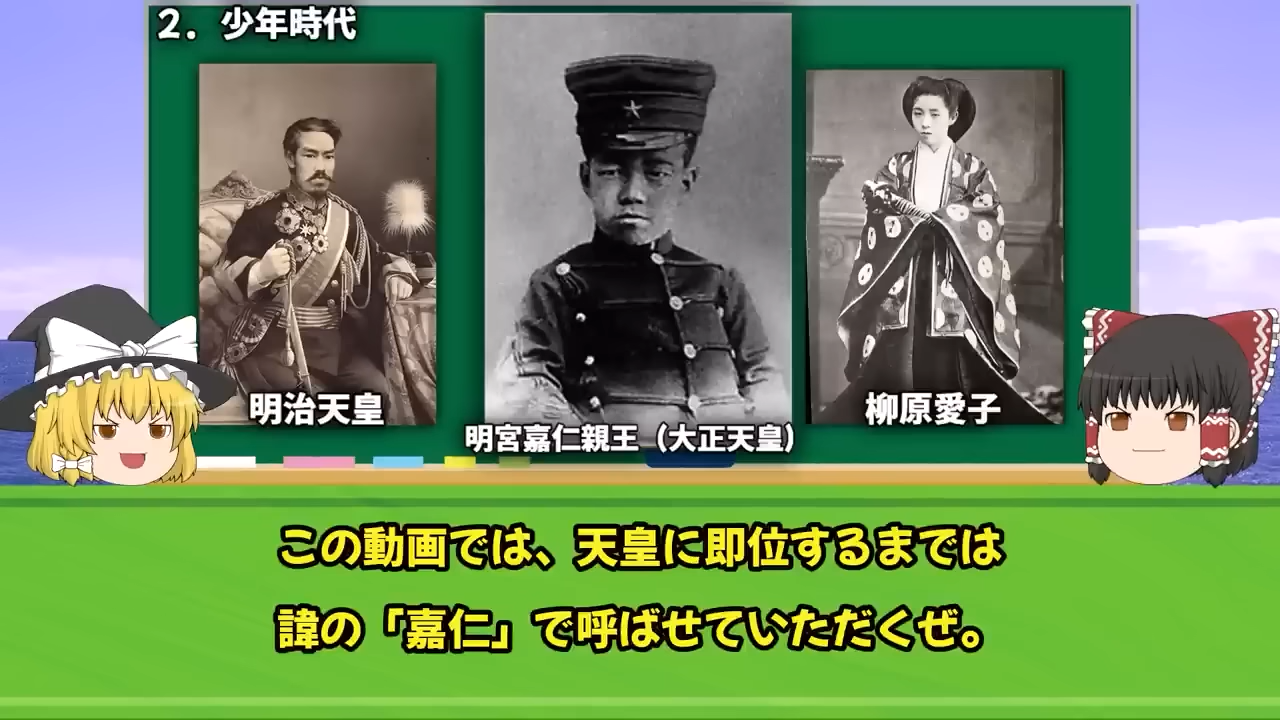 2．少年時代
明治天皇
明宮嘉仁親王（大正天皇）
柳原愛子
この動画では、天皇に即位するまでは
諱の「嘉仁」で呼ばせていただくぜ。